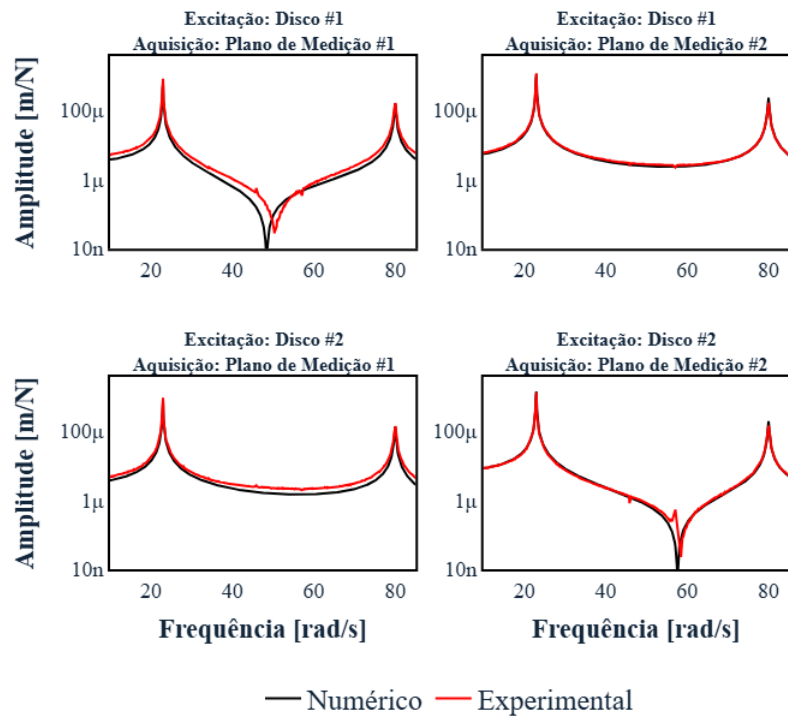 Excitação: Disco #1
Aquisição: Plano de Medição #1
Excitação: Disco #1
Aquisição: Plano de Medição #2
Amplitude [m/N]
100μ
1μ
10n
20 40 60 80
100μ
1μ
10n
20 40 60 80
Excitação: Disco #2
Aquisição: Plano de Medição #1
Excitação: Disco #2
Aquisição: Plano de Medição #2
Amplitude [m/N]
100μ
1μ
10n
20 40 60 80
Frequência [rad/s]
100μ
1μ
10n
20 40 60 80
Frequência [rad/s]
Numérico Experimental